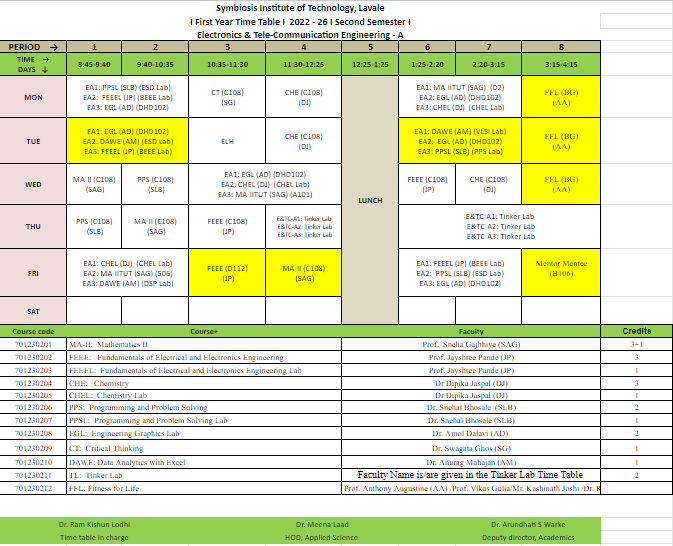 Symbiosis Institute of Technology, Lavale
I First Year Time Table I 2022 - 26 I Second Semester I
Electronics & Tele-Communication Engineering - A
PERIOD → 1 2 3 4 5 6 7 8
TIME → DAYS ↓ 8:45-9:40 9:40-10:35 10:35-11:30 11:30-12:25 12:25-1:25 1:25-2:20 2:20-3:15 3:15-4:15
MON
EA1: PPSL (SLB) (ESD Lab)
EA2: FEEEL (JP) (BEEE Lab)
EA3: EGL (AD) (DHD102)
CT (C108)
(SG)
CHE (C108)
(DJ)
EA1: MA-IITUT (SAG) (D2)
EA2: EGL (AD) (DHD102)
EA3: CHEL (DJ) (CHEL Lab)
FFL (BG)
(AA)
TUE
EA1: EGL (AD) (DHD102)
EA2: DAWE (AM) (ESD Lab)
EA3: FEEEL (JP) (BEEE Lab)
ELH
CHE (C108)
(DJ)
EA1: DAWE (AM) (VLSI Lab)
EA2: EGL (AD) (DHD102)
EA3: PPSL (SLB) (PPS Lab)
FFL (BG)
(AA)
WED
MA-II (C108)
(SAG)
PPS (C108)
(SLB)
EA1: EGL (AD) (DHD102)
EA2: CHEL (DJ) (CHEL Lab)
EA3: MA-IITUT (SAG) (A101)
LUNCH
FEEE (C108)
(JP)
CHE (C108)
(DJ)
FFL (BG)
(AA)
THU
PPS (C108)
(SLB)
MA-II (C108)
(SAG)
FEEE (C108)
(JP)
E&TC-A1: Tinker Lab
E&TC-A2: Tinker Lab
E&TC-A3: Tinker Lab
E&TC-A1: Tinker Lab
E&TC-A2: Tinker Lab
E&TC-A3: Tinker Lab
FRI
EA1: CHEL (DJ) (CHEL Lab)
EA2: MA-IITUT (SAG) (506)
EA3: DAWE (AM) (DSP Lab)
FEEE (D112)
(JP)
MA-II (C108)
(SAG)
EA1: FEEEL (JP) (BEEE Lab)
EA2: PPSL (SLB) (ESD Lab)
EA3: EGL (AD) (DHD102)
Mentor Mentee
(B106)
SAT
Course code Course+ Faculty Credits
701230201 MA-II: Mathematics II Prof. Sneha Gajbhiye (SAG) 3+1
701230202 FEEE: Fundamentals of Electrical and Electronics Engineering Prof. Jayshree Pande (JP) 3
701230203 FEEEL: Fundamentals of Electrical and Electronics Engineering Lab Prof. Jayshree Pande (JP) 1
701230204 CHE: Chemistry Dr Dipika Jaspal (DJ) 3
701230205 CHEL: Chemistry Lab Dr Dipika Jaspal (DJ) 1
701230206 PPS: Programming and Problem Solving Dr. Snehal Bhosale (SLB) 2
701230207 PPSL: Programming and Problem Solving Lab Dr. Snehal Bhosale (SLB) 1
701230208 EGL: Engineering Graphics Lab Dr. Amol Dalavi (AD) 2
701230209 CT: Critical Thinking Dr. Swagata Ghos (SG) 1
701230210 DAWE: Data Analytics with Excel Dr. Anurag Mahajan (AM) 1
701230211 TL: Tinker Lab Faculty Name is/are given in the Tinker Lab Time Table 2
701230212 FFL: Fitness for Life Prof. Anthony Augustine (AA) /Prof. Vikas Gulia/Mr. Kashinath Joshi /Dr. R
Dr. Ram Kishun Lodhi Dr. Meena Laad Dr. Arundhati S Warke
Time table in charge HOD, Applied Science Deputy director, Academics